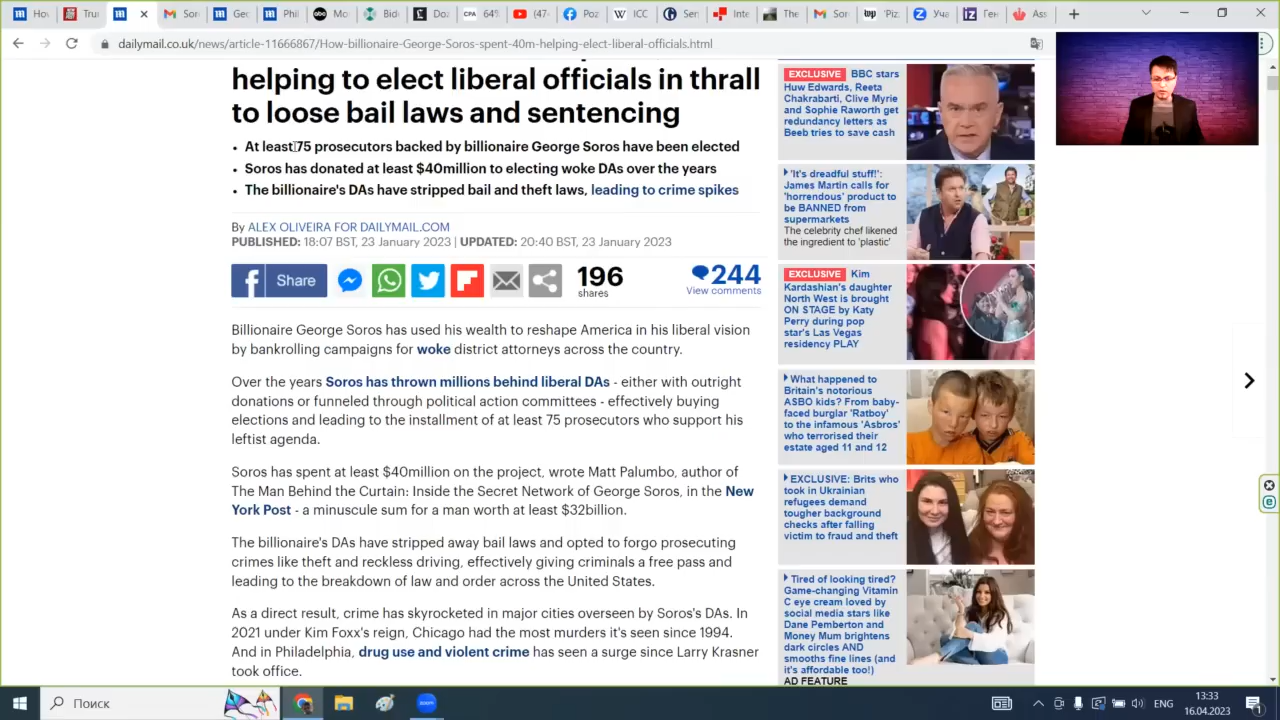 Ho
Tru
Sor
Geo
Phil
Mor
Bid
Doz
64%
(47
Poz
ICC
Ser
Inte
The
Sor
'Piz
Уча
Ten
Ass
dailymail.co.uk/news/article-11666867/How-billionaire-George-Soros-spent-40m-helping-elect-liberal-officials.html
helping to elect liberal officials in thrall
to loose bail laws and sentencing
• At least 75 prosecutors backed by billionaire George Soros have been elected
• Soros has donated at least $40million to electing woke DAs over the years
• The billionaire's DAs have stripped bail and theft laws, leading to crime spikes
By ALEX OLIVEIRA FOR DAILYMAIL.COM
PUBLISHED: 18:07 BST, 23 January 2023 | UPDATED: 20:40 BST, 23 January 2023
Share
196
shares
244
View comments
Billionaire George Soros has used his wealth to reshape America in his liberal vision
by bankrolling campaigns for woke district attorneys across the country.
Over the years Soros has thrown millions behind liberal DAs - either with outright
donations or funneled through political action committees - effectively buying
elections and leading to the installment of at least 75 prosecutors who support his
leftist agenda.
Soros has spent at least $40million on the project, wrote Matt Palumbo, author of
The Man Behind the Curtain: Inside the Secret Network of George Soros, in the New
York Post - a minuscule sum for a man worth at least $32billion.
The billionaire's DAs have stripped away bail laws and opted to forgo prosecuting
crimes like theft and reckless driving, effectively giving criminals a free pass and
leading to the breakdown of law and order across the United States.
As a direct result, crime has skyrocketed in major cities overseen by Soros's DAs. In
2021 under Kim Foxx's reign, Chicago had the most murders it's seen since 1994.
And in Philadelphia, drug use and violent crime has seen a surge since Larry Krasner
took office.
EXCLUSIVE BBC stars
Huw Edwards, Reeta
Chakrabarti, Clive Myrie
and Sophie Raworth get
redundancy letters as
Beeb tries to save cash
'It's dreadful stuff!':
James Martin calls for
'horrendous' product to
be BANNED from
supermarkets
The celebrity chef likened
the ingredient to 'plastic'
EXCLUSIVE Kim
Kardashian's daughter
North West is brought
ON STAGE by Katy
Perry during pop
star's Las Vegas
residency PLAY
What happened to
Britain's notorious
ASBO kids? From baby-
faced burglar 'Ratboy'
to the infamous 'Asbros'
who terrorised their
estate aged 11 and 12
EXCLUSIVE: Brits who
took in Ukrainian
refugees demand
tougher background
checks after falling
victim to fraud and theft
Tired of looking tired?
Game-changing Vitamin
C eye cream loved by
social media stars like
Dane Pemberton and
Money Mum brightens
dark circles AND
smooths fine lines (and
it's affordable too!)
AD FEATURE
Поиск
zoom
ENG
13:33
16.04.2023
1